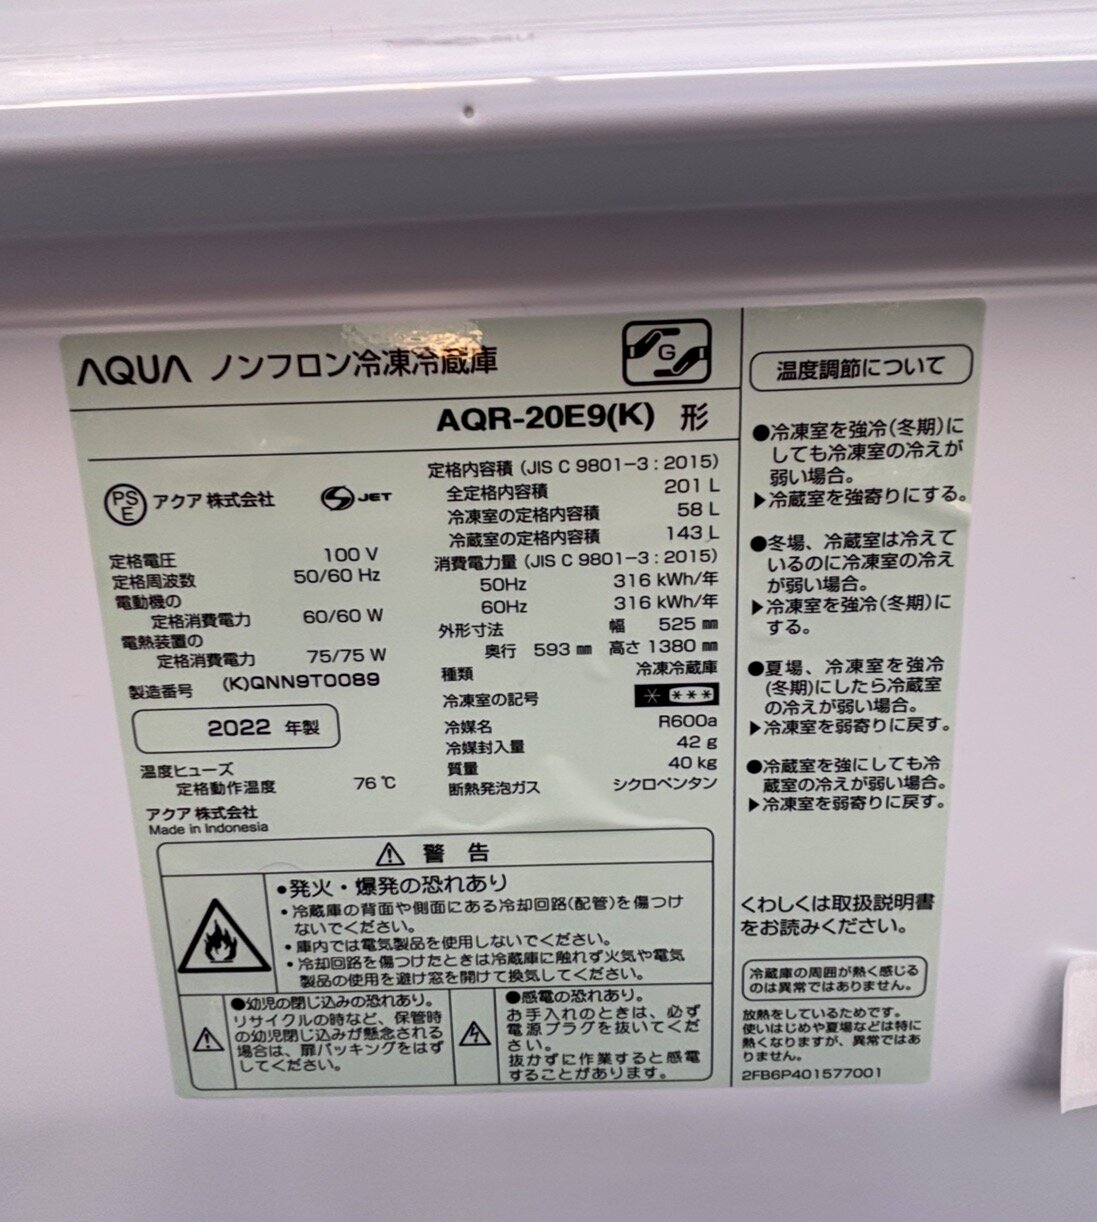 AQUA ノンフロン冷凍冷蔵庫
G
AQR-20E9(K) 形
PS
E
アクア 株式会社
JET
定格電圧 100 V
定格周波数 50/60 Hz
電動機の
定格消費電力 60/60 W
電熱装置の
定格消費電力 75/75 W
製造番号 (K)QNN9T0089
2022 年製
温度ヒューズ
定格動作温度 76 ℃
アクア 株式会社
Made in Indonesia
定格内容積 (JIS C 9801-3 : 2015)
全定格内容積 201 L
冷凍室の定格内容積 58 L
冷蔵室の定格内容積 143 L
消費電力量 (JIS C 9801-3 : 2015)
50Hz 316 kWh/年
60Hz 316 kWh/年
外形寸法 幅 525 ㎜
奥行 593 ㎜ 高さ 1380 ㎜
種類 冷凍冷蔵庫
冷凍室の記号 ****
冷媒名 R600a
冷媒封入量 42 g
質量 40 kg
断熱発泡ガス シクロペンタン
⚠ 警 告
●発火・爆発の恐れあり
・冷蔵庫の背面や側面にある冷却回路(配管)を傷つけ
ないでください。
・庫内では電気製品を使用しないでください。
・冷却回路を傷つけたときは冷蔵庫に触れず火気や電気
製品の使用を避け窓を開けて換気してください。
●幼児の閉じ込みの恐れあり。
リサイクルの時など、保管時
の幼児閉じ込みが懸念される
場合は、扉パッキングをはず
してください。
●感電の恐れあり。
お手入れのときは、必ず
電源プラグを抜いてくだ
さい。
抜かずに作業すると感電
することがあります。
温度調節について
●冷凍室を強冷(冬期)に
しても冷凍室の冷えが
弱い場合。
▶冷蔵室を強寄りにする。
●冬場、冷蔵室は冷えて
いるのに冷凍室の冷え
が弱い場合。
▶冷凍室を強冷(冬期)に
する。
●夏場、冷凍室を強冷
(冬期)にしたら冷蔵室
の冷えが弱い場合。
▶冷凍室を弱寄りに戻す。
●冷蔵室を強にしても冷
蔵室の冷えが弱い場合。
▶冷凍室を弱寄りに戻す。
くわしくは取扱説明書
をお読みください。
冷蔵庫の周囲が熱く感じる
のは異常ではありません。
放熱をしているためです。
使いはじめや夏場などは特に
熱くなりますが、異常ではあ
りません。
2FB6P401577001